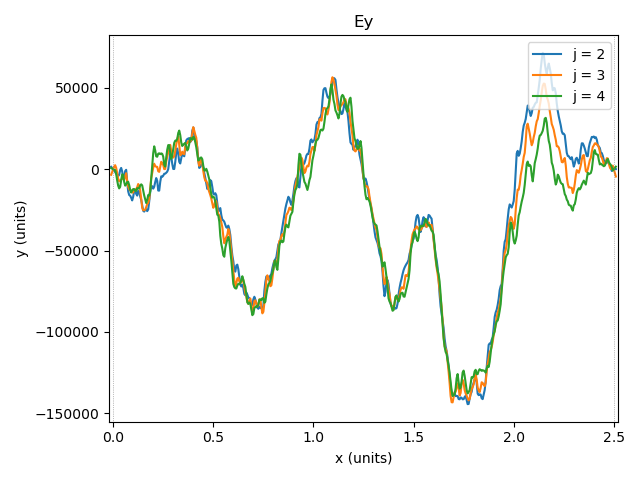 Ey
j = 2
j = 3
j = 4
50000
0
−50000
−100000
−150000
y (units)
0.0 0.5 1.0 1.5 2.0 2.5
x (units)